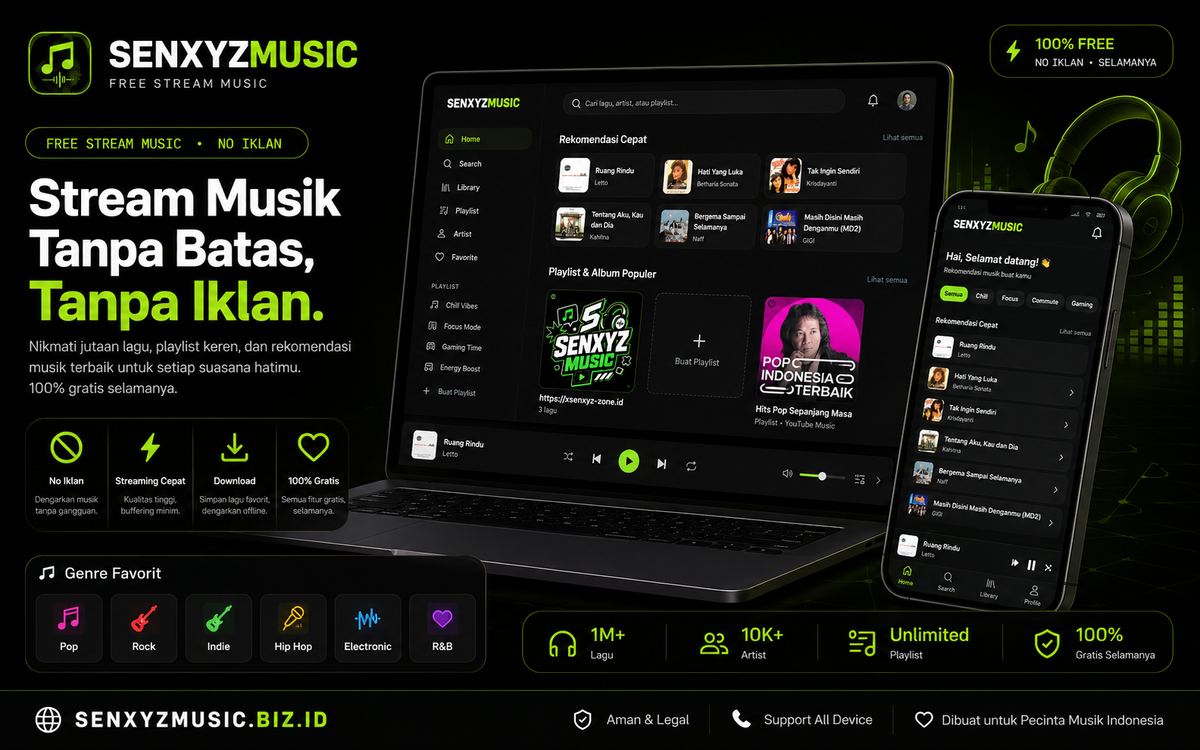 SENXYZMUSIC
FREE STREAM MUSIC
100% FREE
NO IKLAN • SELAMANYA
FREE STREAM MUSIC • NO IKLAN
Stream Musik
Tanpa Batas,
Tanpa Iklan.
Nikmati jutaan lagu, playlist keren, dan rekomendasi
musik terbaik untuk setiap suasana hatimu.
100% gratis selamanya.
No Iklan
Dengarkan musik
tanpa gangguan.
Streaming Cepat
Kualitas tinggi,
buffering minim.
Download
Simpan lagu favorit,
dengarkan offline.
100% Gratis
Semua fitur gratis,
selamanya.
Genre Favorit
Pop
Rock
Indie
Hip Hop
Electronic
R&B
SENXYZMUSIC
Cari lagu, artist, atau playlist...
Home
Search
Library
Playlist
Artist
Favorite
PLAYLIST
Chill Vibes
Focus Mode
Gaming Time
Energy Boost
Buat Playlist
Rekomendasi Cepat
Lihat semua
Ruang Rindu
Letto
Hati Yang Luka
Betharia Sonata
Tak Ingin Sendiri
Krisdayanti
Tentang Aku, Kau
dan Dia
Kahitna
Bergema Sampai
Selamanya
Naff
Masih Disini Masih
Denganmu (MD2)
GIGI
Playlist & Album Populer
Lihat semua
5
SENXYZ
MUSIC
https://xsenxyz-zone.id
3 lagu
Buat Playlist
POP
INDONESIA
TERBAIK
Hits Pop Sepanjang Masa
Playlist • YouTube Music
Ruang Rindu
Letto
SENXYZMUSIC
Hai, Selamat datang! 👋
Rekomendasi musik buat kamu
Semua
Chill
Focus
Commute
Gaming
Rekomendasi Cepat
Lihat semua
Ruang Rindu
Letto
Hati Yang Luka
Betharia Sonata
Tak Ingin Sendiri
Krisdayanti
Tentang Aku, Kau dan Dia
Kahitna
Bergema Sampai Selamanya
Naff
Masih Disini Masih Denganmu (MD2)
GIGI
Ruang Rindu
Letto
Home
Search
Library
Profile
1M+
Lagu
10K+
Artist
Unlimited
Playlist
100%
Gratis Selamanya
SENXYZMUSIC.BIZ.ID
Aman & Legal
Support All Device
Dibuat untuk Pecinta Musik Indonesia